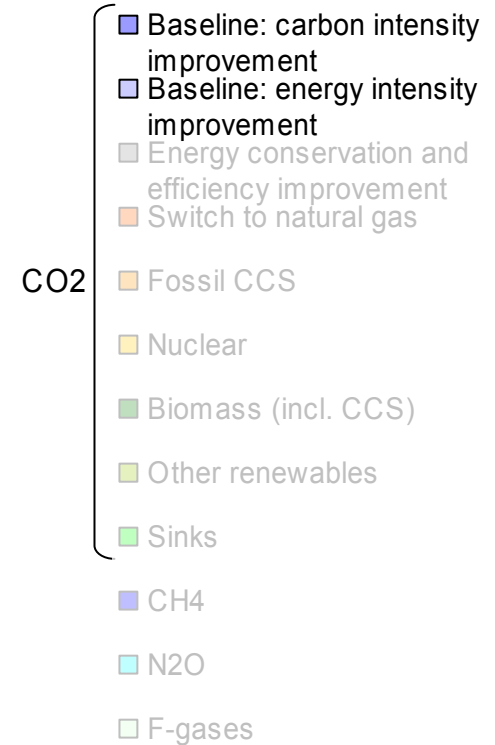 Baseline: carbon intensity
improvement
Baseline: energy intensity
improvement
Energy conservation and
efficiency improvement
Switch to natural gas
CO2
Fossil CCS
Nuclear
Biomass (incl. CCS)
Other renewables
Sinks
CH4
N2O
F-gases